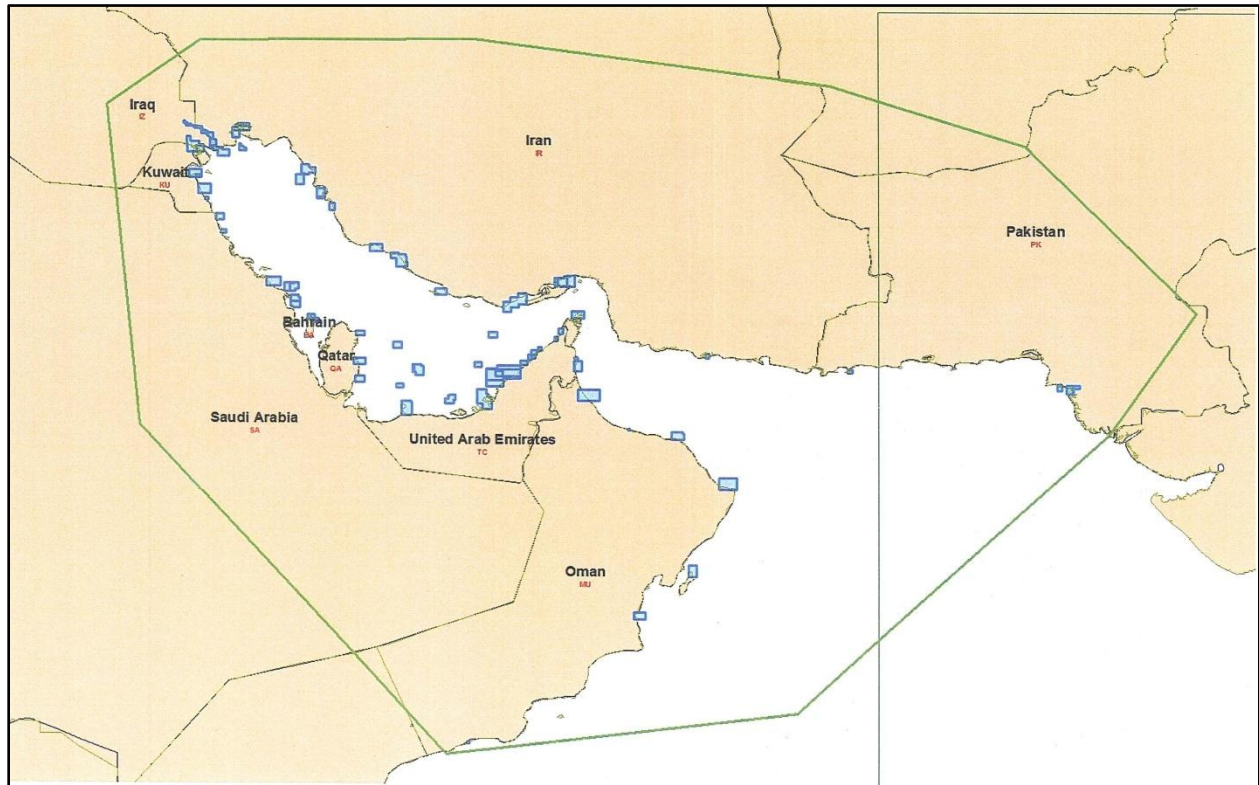 Iraq
IZ
Iran
IR
Kuwait
KU
Pakistan
PK
Bahrain
BA
Qatar
QA
Saudi Arabia
SA
United Arab Emirates
TC
Oman
MU